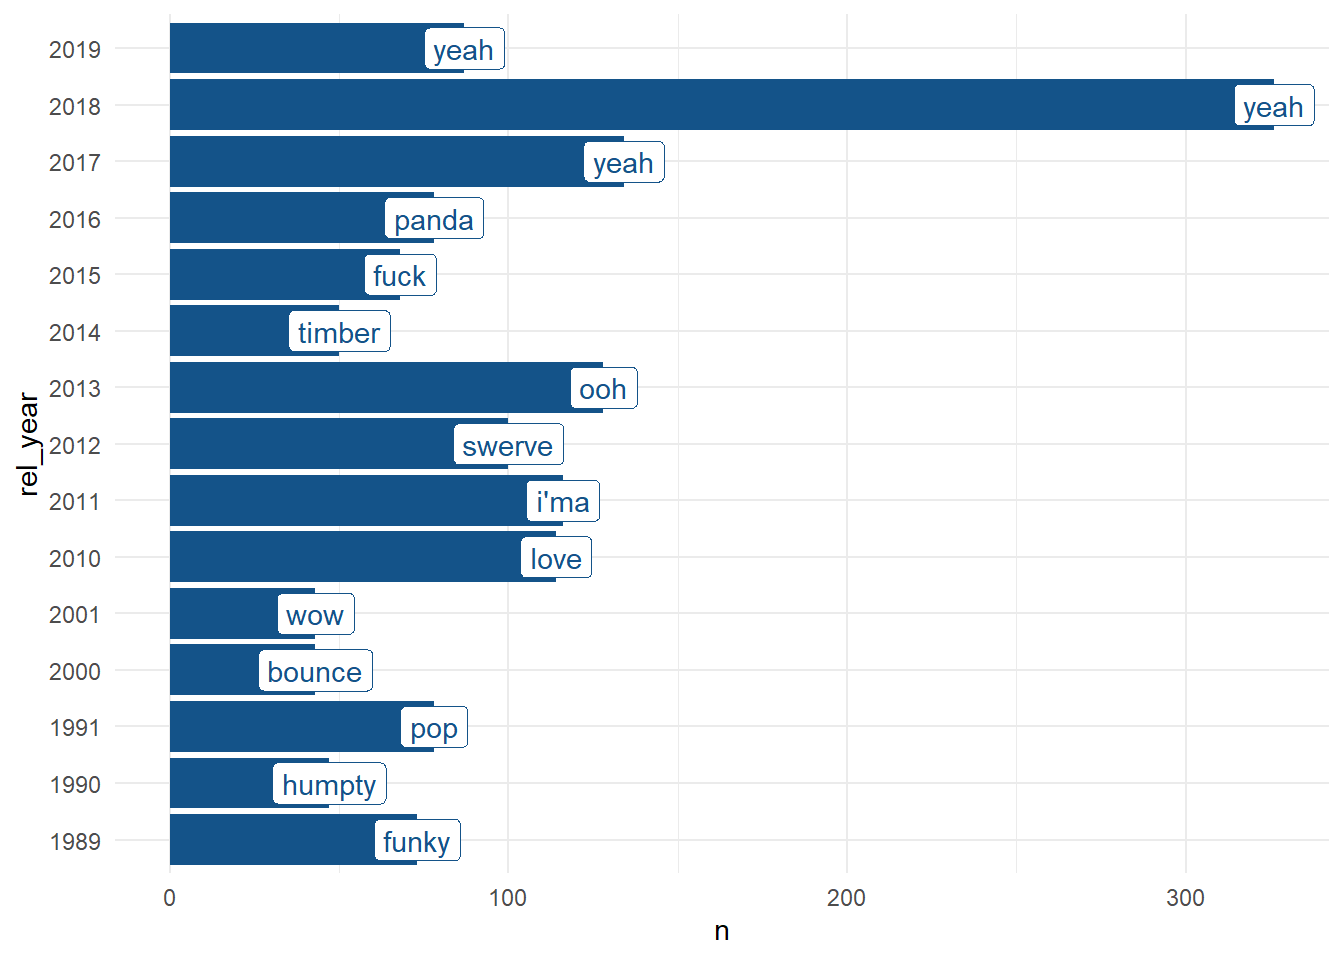 2019 yeah
2018 yeah
2017 yeah
2016 panda
2015 fuck
2014 timber
2013 ooh
2012 swerve
2011 i'ma
2010 love
2001 wow
2000 bounce
1991 pop
1990 humpty
1989 funky
rel_year
0 100 200 300
n